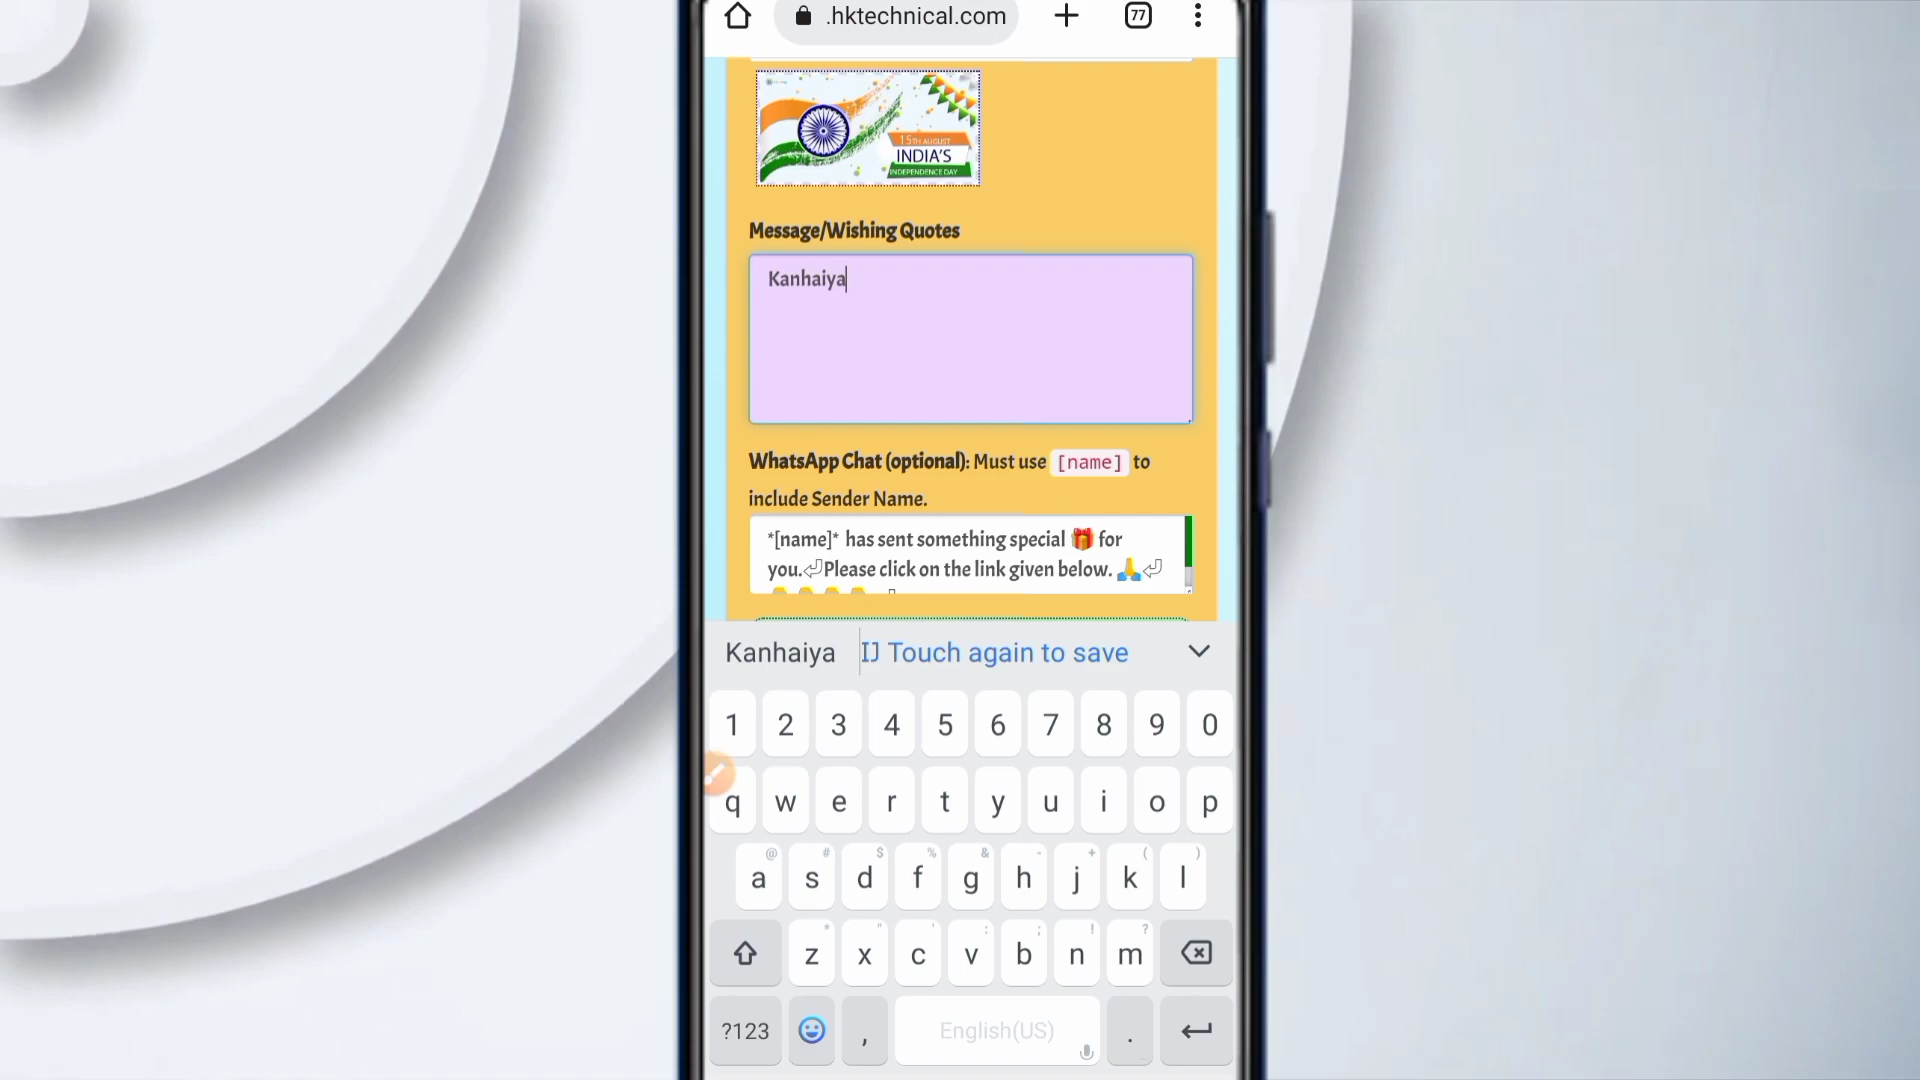 .hktechnical.com
77
15TH AUGUST
INDIA'S
INDEPENDENCE DAY
Message/Wishing Quotes
Kanhaiya
WhatsApp Chat (optional): Must use [name] to
include Sender Name.
*[name]* has sent something special 🎁 for
you.⏎Please click on the link given below. 🙏⏎
Kanhaiya
Touch again to save
1 2 3 4 5 6 7 8 9 0
q w e r t y u i o p
@ # $ % & - + ( )
a s d f g h j k l
* " ' : ; ! ?
z x c v b n m
?123 , English(US) .